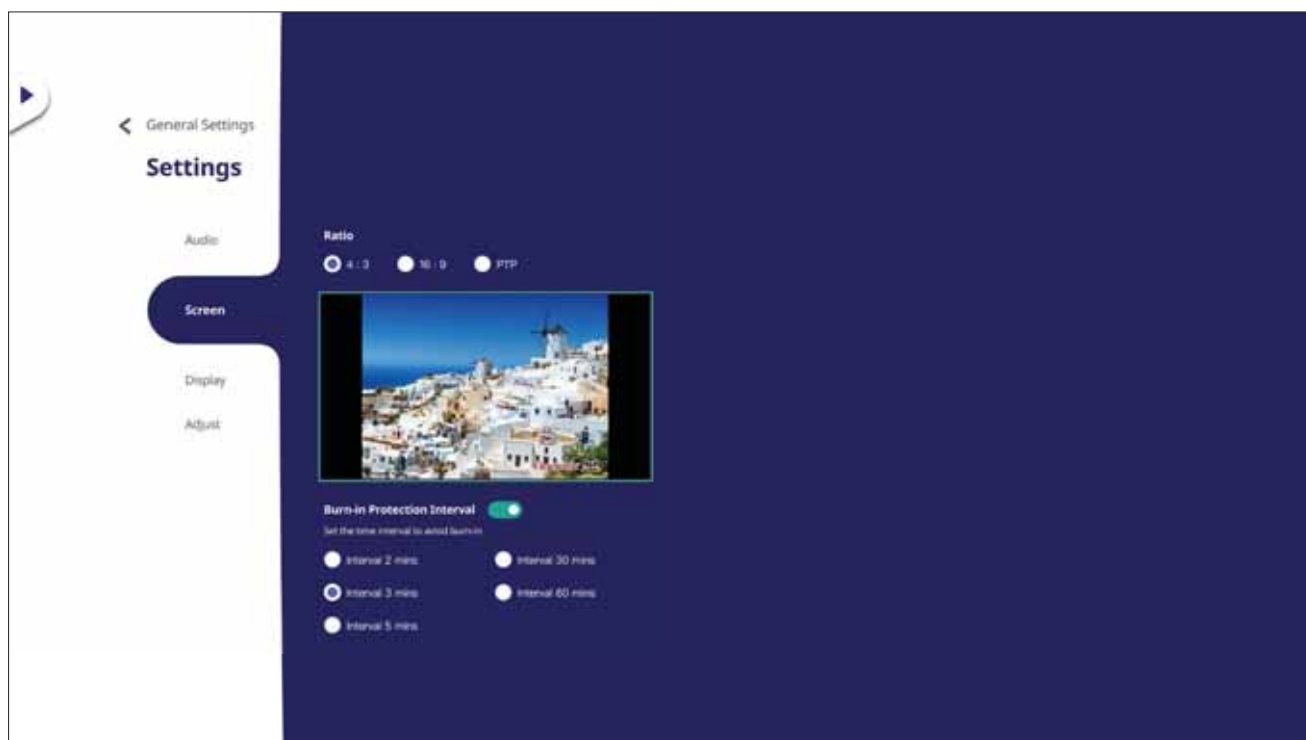 General Settings
Settings
Audio
Screen
Display
Adjust
Ratio
4 : 3 16 : 9 PTP
Burn-in Protection Interval
Set the time interval to avoid burn-in
Interval 2 mins Interval 30 mins
Interval 3 mins Interval 60 mins
Interval 5 mins